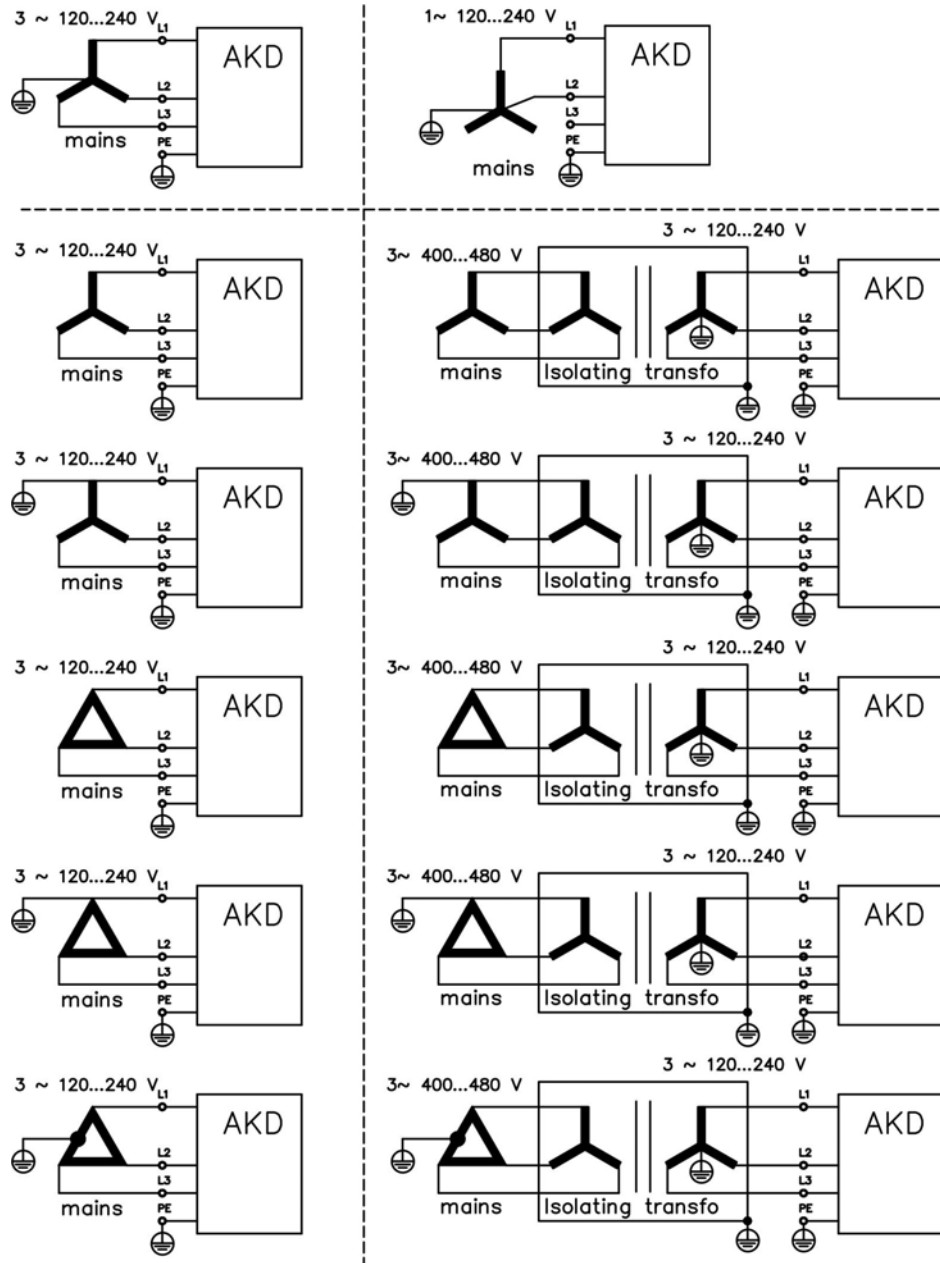 3 ~ 120...240 V
L1
AKD
L2
L3
mains
PE
1~ 120...240 V
L1
AKD
L2
L3
mains
PE
3 ~ 120...240 V
L1
AKD
L2
L3
mains
PE
3 ~ 120...240 V
3~ 400...480 V
L1
AKD
L2
L3
mains
Isolating transfo
PE
3 ~ 120...240 V
L1
AKD
L2
L3
mains
PE
3 ~ 120...240 V
3~ 400...480 V
L1
AKD
L2
L3
mains
Isolating transfo
PE
3 ~ 120...240 V
L1
AKD
L2
L3
mains
PE
3 ~ 120...240 V
3~ 400...480 V
L1
AKD
L2
L3
mains
Isolating transfo
PE
3 ~ 120...240 V
L1
AKD
L2
L3
mains
PE
3 ~ 120...240 V
3~ 400...480 V
L1
AKD
L2
L3
mains
Isolating transfo
PE
3 ~ 120...240 V
L1
AKD
L2
L3
mains
PE
3 ~ 120...240 V
3~ 400...480 V
L1
AKD
L2
L3
mains
Isolating transfo
PE